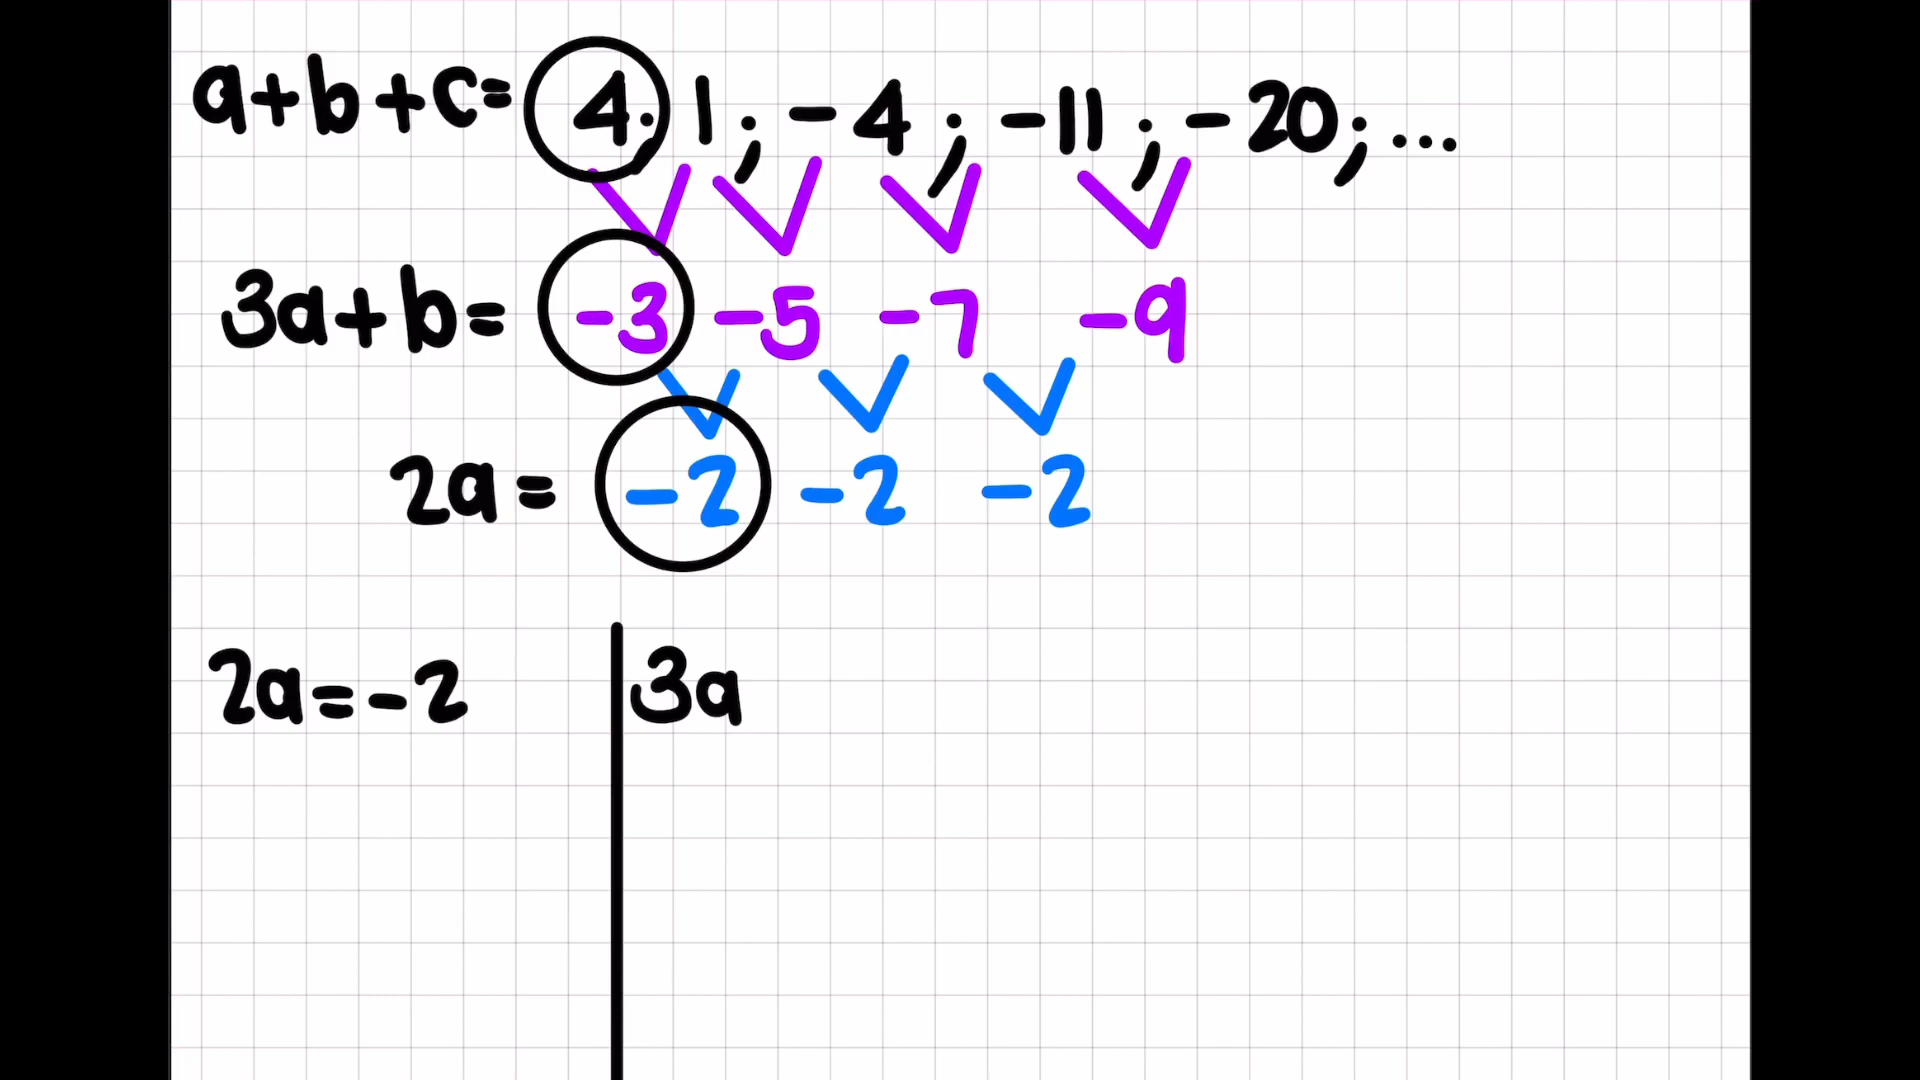 a+b+c= 4; 1; -4; -11; -20; ...
3a+b= -3 -5 -7 -9
2a= -2 -2 -2
2a=-2
3a